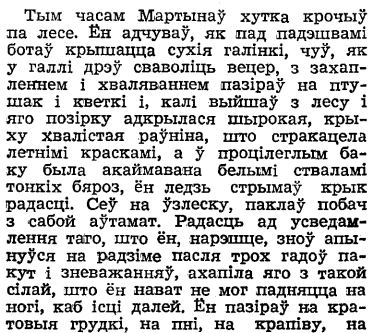 Тым часам Мартынаў хутка крочыў
па лесе. Ён адчуваў, як пад падэшвамі
ботаў крышацца сухія галінкі, чуў, як
у галлі дрэў сваволіць вецер, з захап-
леннем і хваляваннем пазіраў на пту-
шак і кветкі і, калі выйшаў з лесу і
яго позірку адкрылася шырокая, кры-
ху хвалістая раўніна, што стракацела
летнімі краскамі, а ў процілеглым ба-
ку была акаймавана белымі стваламі
тонкіх бяроз, ён ледзь стрымаў крык
радасці. Сеў на ўзлеску, паклаў побач
з сабой аўтамат. Радасць ад усведам-
лення таго, што ён, нарэшце, зноў апы-
нуўся на радзіме пасля трох гадоў па-
кут і зневажанняў, ахапіла яго з такой
сілай, што ён нават не мог падняцца на
ногі, каб ісці далей. Ён пазіраў на кра-
товыя грудкі, на пні, на крапіву, на